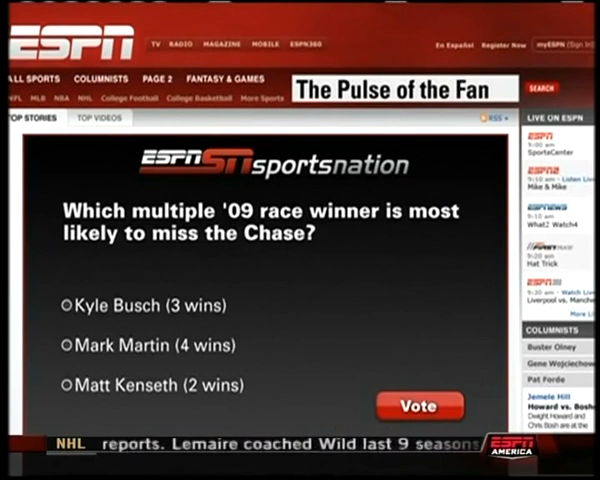 ESPN
TV RADIO MAGAZINE MOBILE ESPN360
En Español Register Now myESPN (Sign In)
ALL SPORTS COLUMNISTS PAGE 2 FANTASY & GAMES
The Pulse of the Fan
SEARCH
NFL MLB NBA NHL College Football College Basketball More Sports
TOP STORIES TOP VIDEOS
RSS
LIVE ON ESPN
ESPN
9:00 am
SportsCenter
ESPN2
9:10 am - Listen Live
Mike & Mike
ESPNEWS
9:10 am
What2 Watch4
9:20 am
Hat Trick
ESPN
9:30 am - Watch Live
Liverpool vs. Manche
More Li
ESPN SN sportsnation
Which multiple '09 race winner is most
likely to miss the Chase?
Kyle Busch (3 wins)
Mark Martin (4 wins)
Matt Kenseth (2 wins)
Vote
COLUMNISTS
Buster Olney
Gene Wojciechow
Pat Forde
Jemele Hill
Howard vs. Bosh
Dwight Howard and
Chris Bosh are at the
NHL reports. Lemaire coached Wild last 9 seasons
ESPN
AMERICA